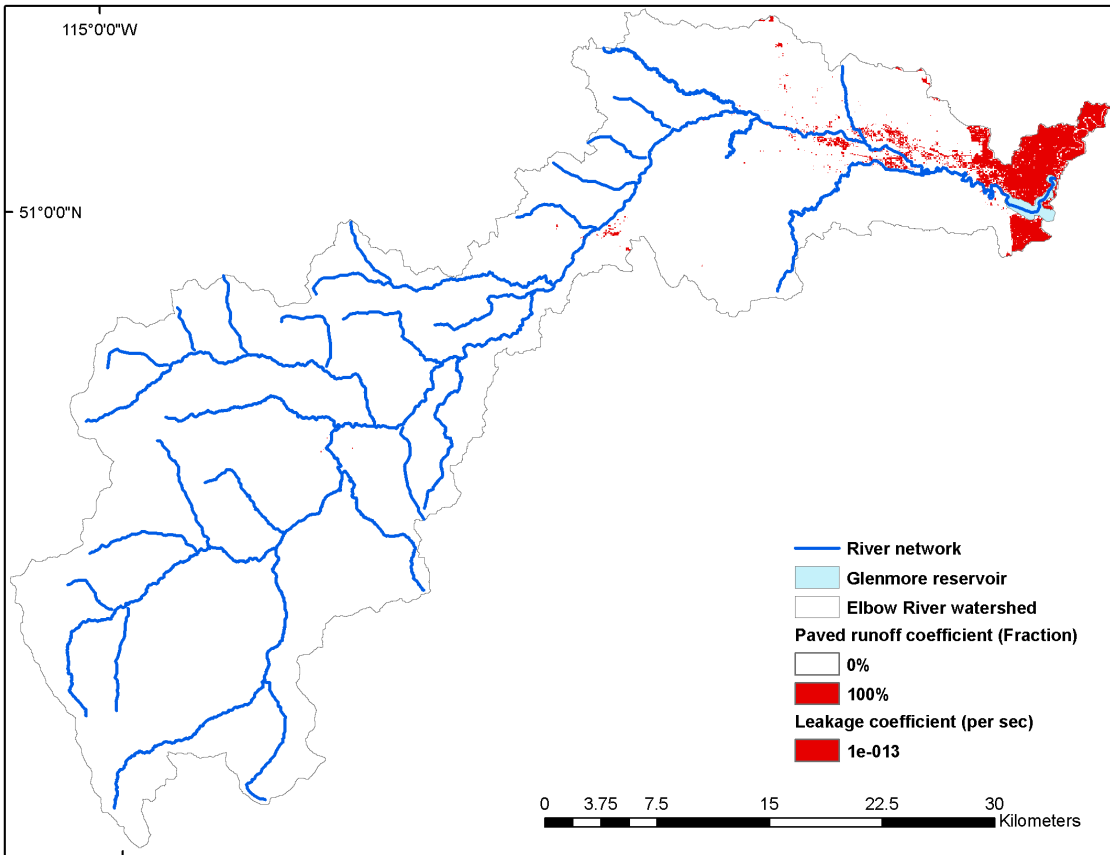 115°0'0"W
51°0'0"N
River network
Glenmore reservoir
Elbow River watershed
Paved runoff coefficient (Fraction)
0%
100%
Leakage coefficient (per sec)
1e-013
0 3.75 7.5 15 22.5 30
Kilometers